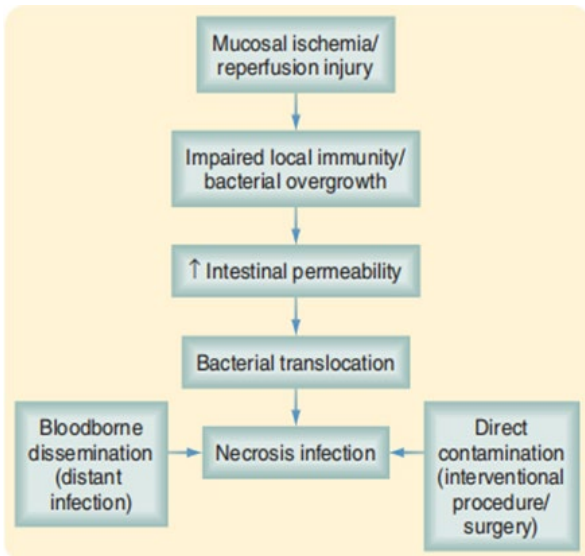 Mucosal ischemia/
reperfusion injury
Impaired local immunity/
bacterial overgrowth
↑ Intestinal permeability
Bacterial translocation
Bloodborne
dissemination
(distant
infection)
Necrosis infection
Direct
contamination
(interventional
procedure/
surgery)